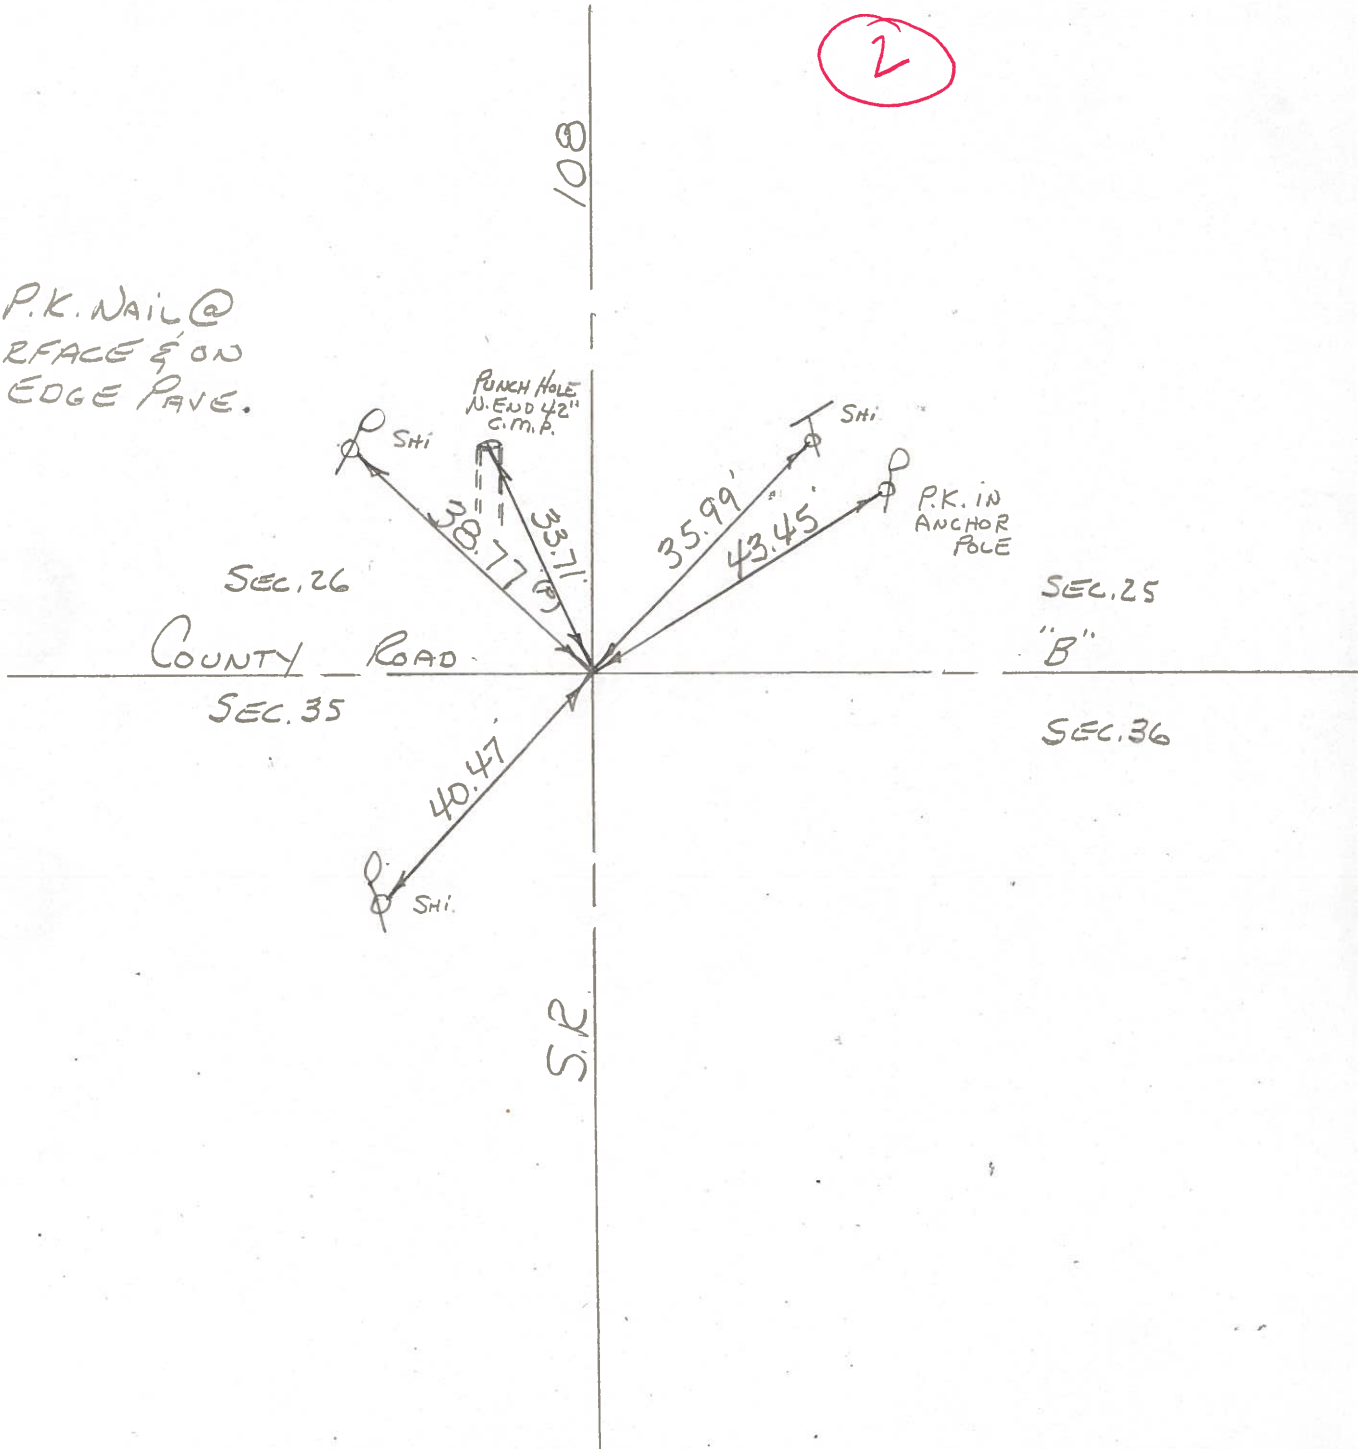 2
108
P.K. NAIL @
RFACE & ON
EDGE PAVE.
PUNCH HOLE
N. END 42"
C.M.P.
SHI
SHI
P.K. IN
ANCHOR
POLE
38.77
33.71'
(P)
35.99'
43.45'
SEC. 26
SEC. 25
COUNTY ROAD
"B"
SEC. 35
SEC. 36
40.47'
SHI.
S.R.